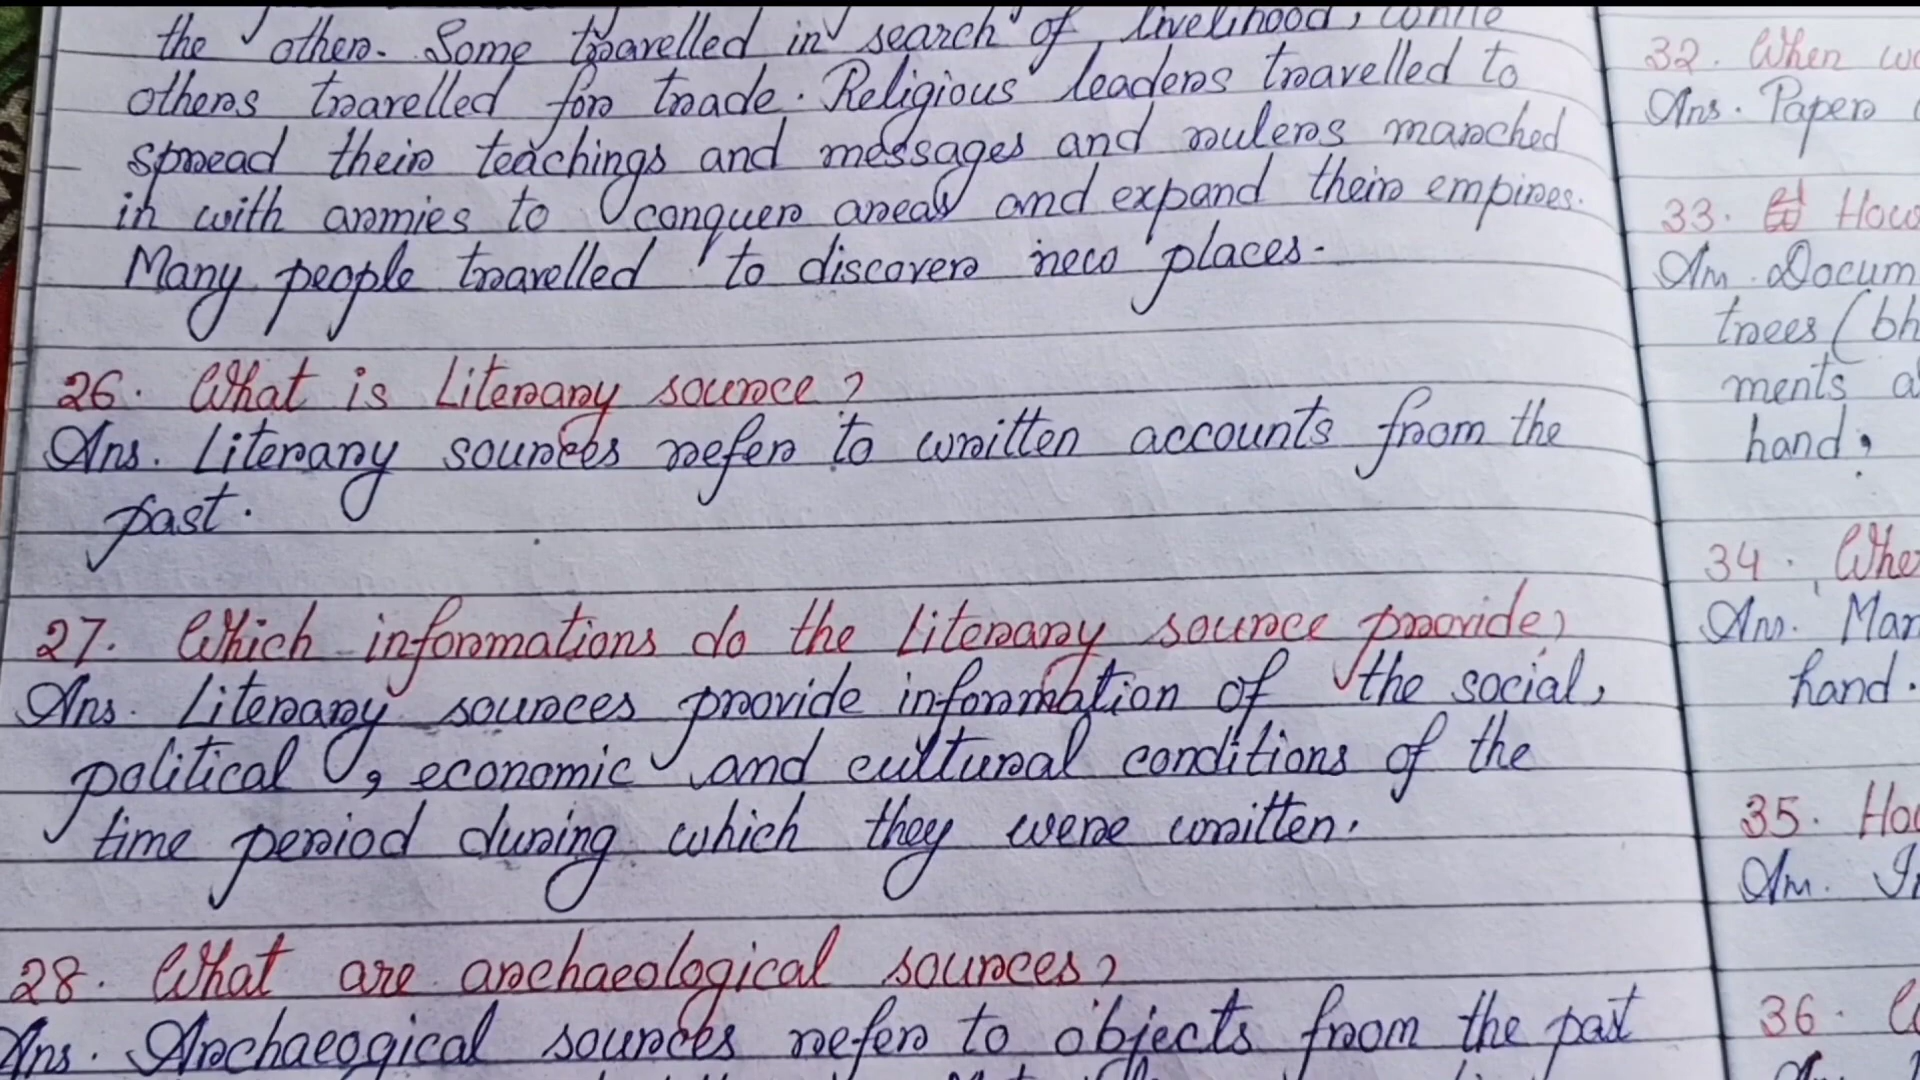 the other. Some travelled in search of livelihood, while
others travelled for trade. Religious leaders travelled to
spread their teachings and messages and rulers marched
in with armies to conquer areas and expand their empires.
Many people travelled to discover new places.
26. What is Literary source?
Ans. Literary sources refer to written accounts from the
past.
27. Which informations do the literary source provide?
Ans. Literary sources provide information of the social,
political, economic and cultural conditions of the
time period during which they were written.
28. What are archaeological sources?
Ans. Archaeogical sources refer to objects from the past
32. When
Ans. Paper
33. How
Ans. Docum
trees (bh
ments a
hand.
34. Whe
Ans. Man
hand.
35. Ho
Ans. I
36.